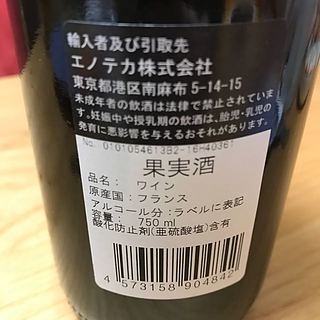 輸入者及び引取先
エノテカ株式会社
東京都港区南麻布 5-14-15
未成年者の飲酒は法律で禁止されていま
す。妊娠中や授乳期の飲酒は、胎児・乳児の
発育に悪影響を与えるおそれがあります。
No. 0101054613B2-16H40361
果実酒
品名： ワイン
原産国：フランス
アルコール分：ラベルに表記
容量： 750 ml
酸化防止剤(亜硫酸塩)含有
4 573158 904842